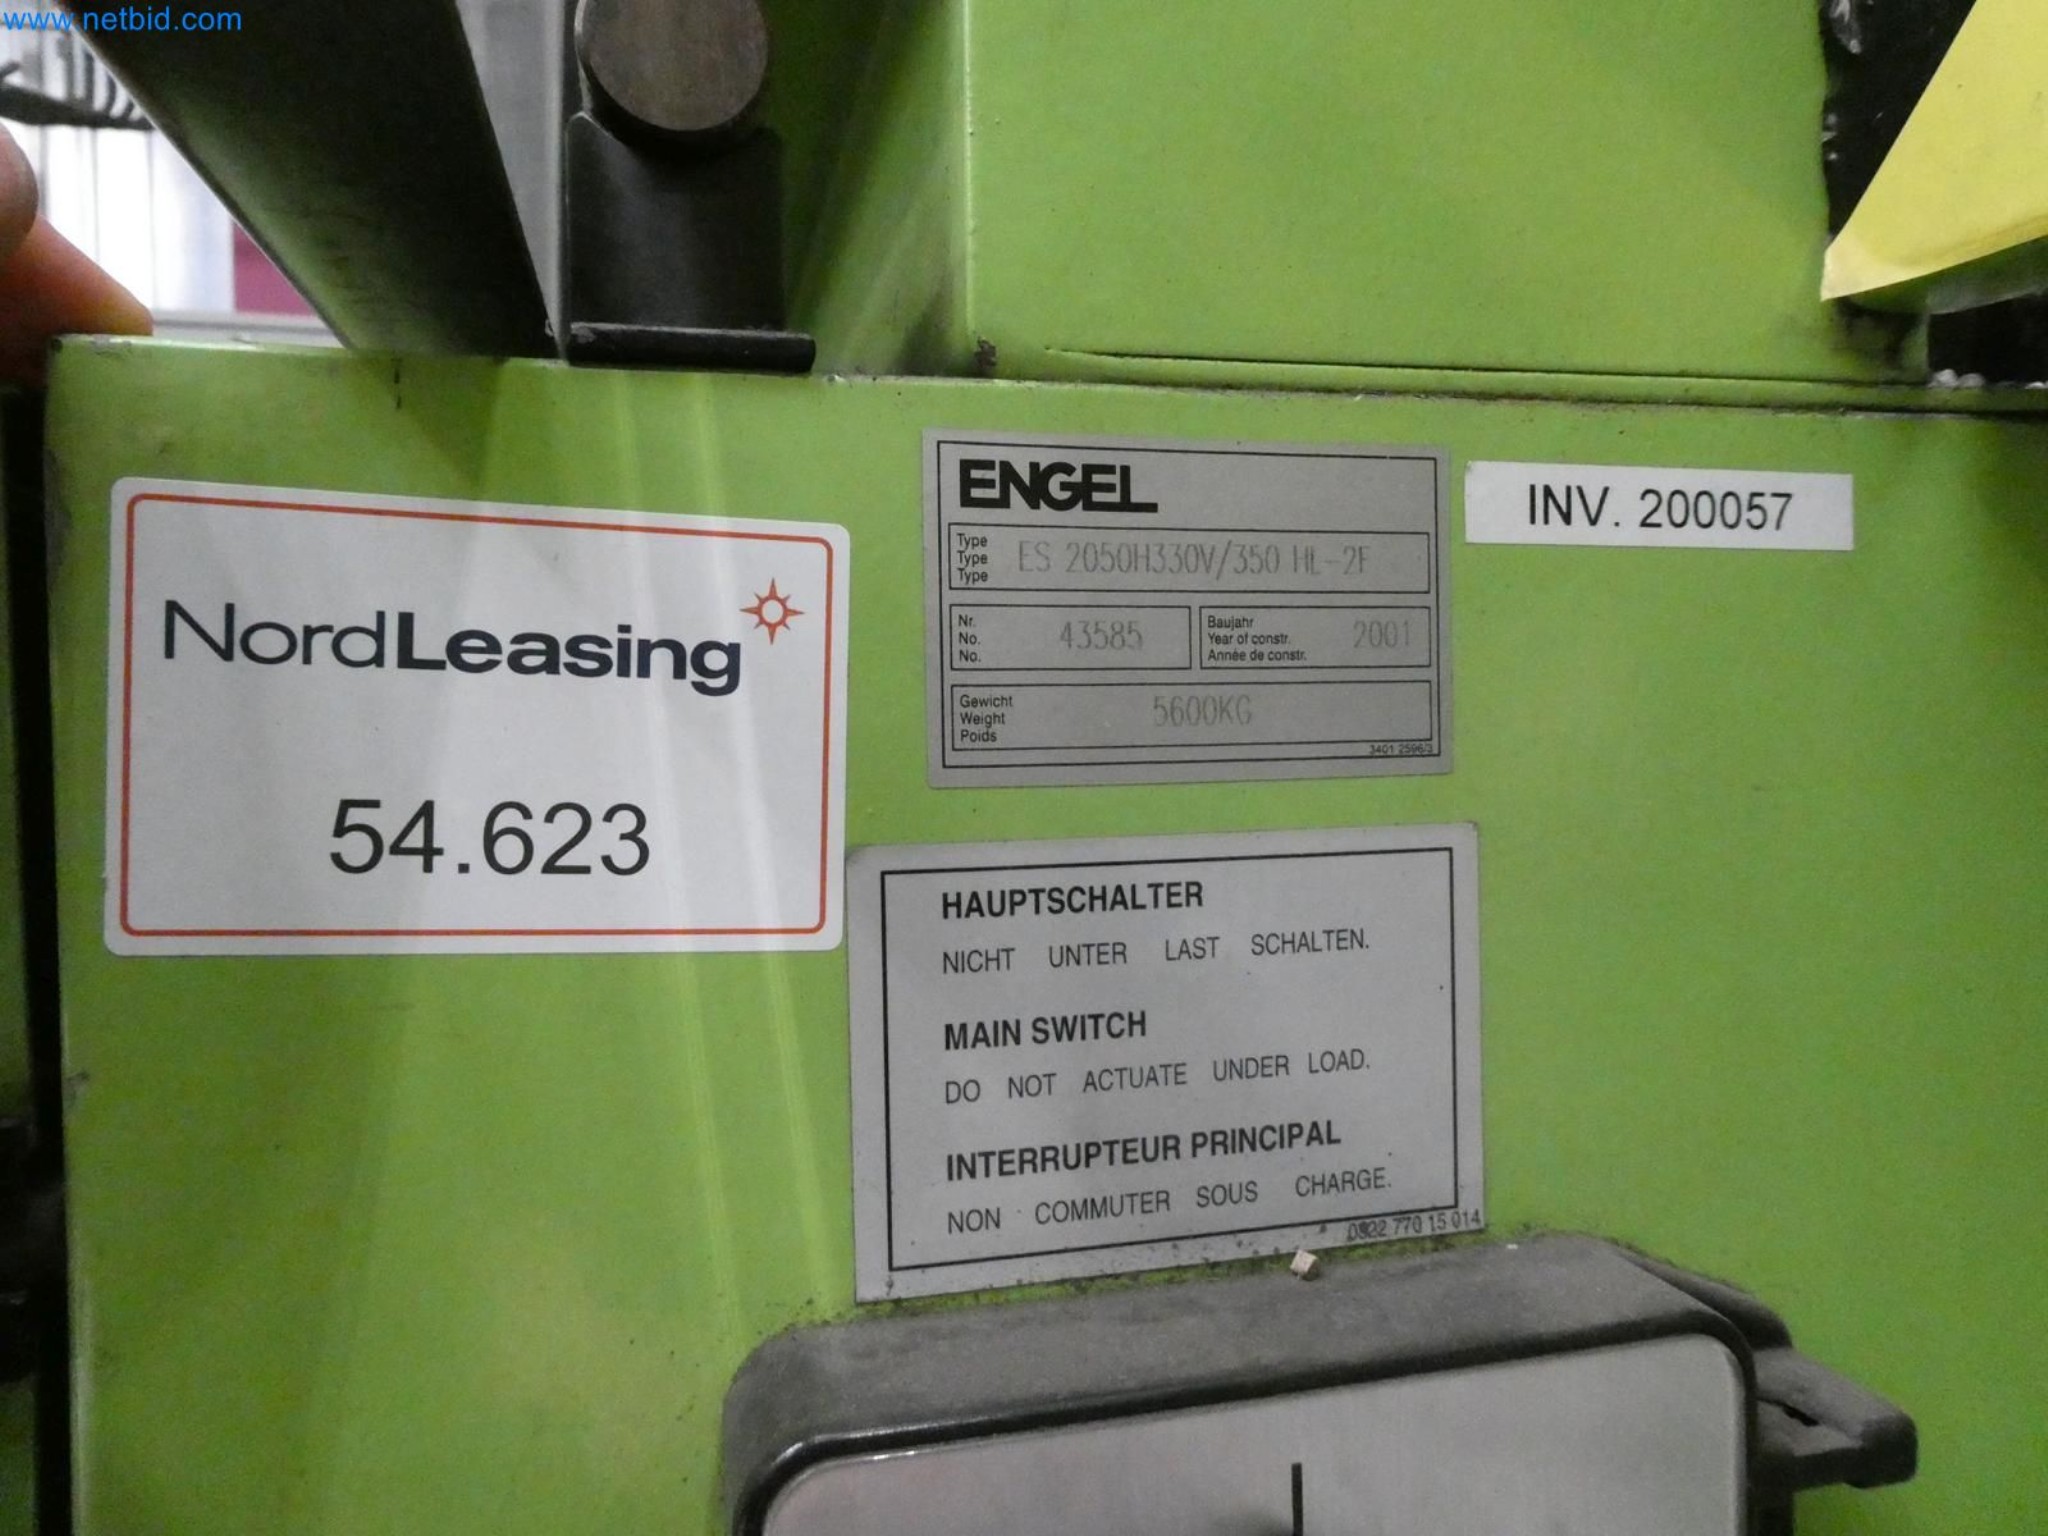 www.netbid.com
NordLeasing
54.623
ENGEL
Type
Type
Type
ES 2050H330V/350 HL-2F
Nr.
No.
No.
43585
Baujahr
Year of constr.
Année de constr.
2001
Gewicht
Weight
Poids
5600KG
3401 2596/3
INV. 200057
HAUPTSCHALTER
NICHT UNTER LAST SCHALTEN.
MAIN SWITCH
DO NOT ACTUATE UNDER LOAD.
INTERRUPTEUR PRINCIPAL
NON COMMUTER SOUS CHARGE.
0922 770 15 014